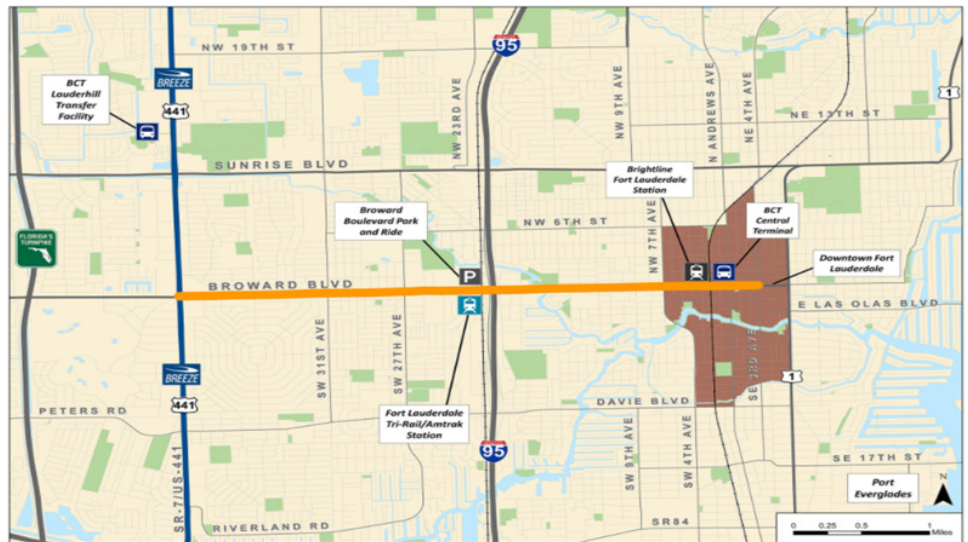 NW 19TH ST
95
BREEZE
441
BCT
Lauderhill
Transfer
Facility
NW 23RD AVE
NW 9TH AVE
N ANDREWS AVE
NE 4TH AVE
1
NE 13TH ST
SUNRISE BLVD
Brightline
Fort Lauderdale
Station
BCT
Central
Terminal
Broward
Boulevard Park
and Ride
NW 6TH ST
NW 7TH AVE
FLORIDA'S
TURNPIKE
P
Downtown Fort
Lauderdale
BROWARD BLVD
E LAS OLAS BLVD
SW 31ST AVE
SW 27TH AVE
SE 3RD AVE
BREEZE
441
1
PETERS RD
Fort Lauderdale
Tri-Rail/Amtrak
Station
DAVIE BLVD
95
SW 9TH AVE
SW 4TH AVE
SE 17TH ST
SR-7/US-441
Port
Everglades
N
RIVERLAND RD
SR84
0 0.25 0.5 1
Miles